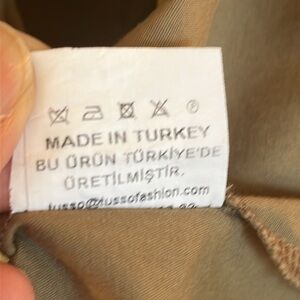 MADE IN TURKEY
BU ÜRÜN TÜRKİYE'DE
ÜRETİLMİŞTİR.
lusso@lussofashion.com